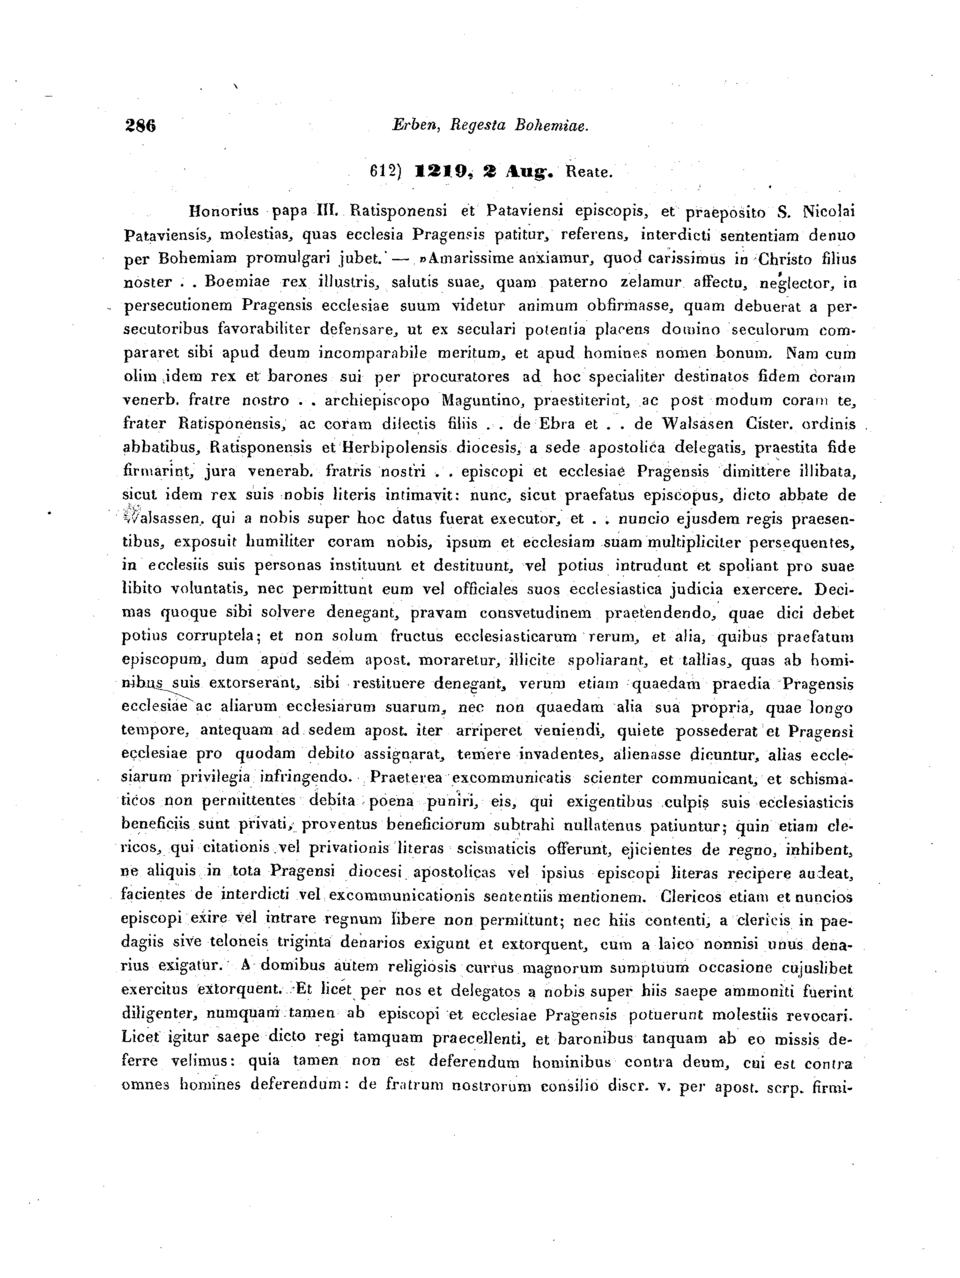 286
Erben, Regesta Bohemiae.
612) 1219, 2 Aug. Reate.
Honorius papa III. Ratisponensi et Pataviensi episcopis, et praeposito S. Nicolai
Pataviensis, molestias, quas ecclesia Pragensis patitur, referens, interdicti sententiam denuo
per Bohemiam promulgari jubet. — »Amarissime anxiamur, quod carissimus in Christo filius
noster . . Boemiae rex illustris, salutis suae, quam paterno zelamur affectu, neglector, in
persecutionem Pragensis ecclesiae suum videtur animum obfirmasse, quam debuerat a per-
secutoribus favorabiliter defensare, ut ex seculari potentia placens domino seculorum com-
pararet sibi apud deum incomparabile meritum, et apud homines nomen bonum. Nam cum
olim idem rex et barones sui per procuratores ad hoc specialiter destinatos fidem coram
venerb. fratre nostro . . archiepiscopo Maguntino, praestiterint, ac post modum coram te,
frater Ratisponensis, ac coram dilectis filiis . . de Ebra et . . de Walsasen Cister. ordinis
abbatibus, Ratisponensis et Herbipolensis diocesis, a sede apostolica delegatis, praestita fide
firmarint, jura venerab. fratris nostri . . episcopi et ecclesiae Pragensis dimittere illibata,
sicut idem rex suis nobis literis intimavit: nunc, sicut praefatus episcopus, dicto abbate de
Walsassen, qui a nobis super hoc datus fuerat executor, et . . nuncio ejusdem regis praesen-
tibus, exposuit humiliter coram nobis, ipsum et ecclesiam suam multipliciter persequentes,
in ecclesiis suis personas instituunt et destituunt, vel potius intrudunt et spoliant pro suae
libito voluntatis, nec permittunt eum vel officiales suos ecclesiastica judicia exercere. Deci-
mas quoque sibi solvere denegant, pravam consvetudinem praetendendo, quae dici debet
potius corruptela; et non solum fructus ecclesiasticarum rerum, et alia, quibus praefatum
episcopum, dum apud sedem apost. moraretur, illicite spoliarant, et tallias, quas ab homi-
nibus suis extorserant, sibi restituere denegant, verum etiam quaedam praedia Pragensis
ecclesiae ac aliarum ecclesiarum suarum, nec non quaedam alia sua propria, quae longo
tempore, antequam ad sedem apost. iter arriperet veniendi, quiete possederat et Pragensi
ecclesiae pro quodam debito assignarat, temere invadentes, alienasse dicuntur, alias eccle-
siarum privilegia infringendo. Praeterea excommunicatis scienter communicant, et schisma-
ticos non permittentes debita poena puniri, eis, qui exigentibus culpis suis ecclesiasticis
beneficiis sunt privati, proventus beneficiorum subtrahi nullatenus patiuntur; quin etiam cle-
ricos, qui citationis vel privationis literas scismaticis offerunt, ejicientes de regno, inhibent,
ne aliquis in tota Pragensi diocesi apostolicas vel ipsius episcopi literas recipere audeat,
facientes de interdicti vel excommunicationis sententiis mentionem. Clericos etiam et nuncios
episcopi exire vel intrare regnum libere non permittunt; nec hiis contenti, a clericis in pae-
dagiis sive teloneis triginta denarios exigunt et extorquent, cum a laico nonnisi unus dena-
rius exigatur. A domibus autem religiosis currus magnorum sumptuum occasione cujuslibet
exercitus extorquent. Et licet per nos et delegatos a nobis super hiis saepe ammoniti fuerint
diligenter, numquam tamen ab episcopi et ecclesiae Pragensis potuerunt molestiis revocari.
Licet igitur saepe dicto regi tamquam praecellenti, et baronibus tanquam ab eo missis de-
ferre velimus: quia tamen non est deferendum hominibus contra deum, cui est contra
omnes homines deferendum: de fratrum nostrorum consilio discr. v. per apost. scrp. firmi-